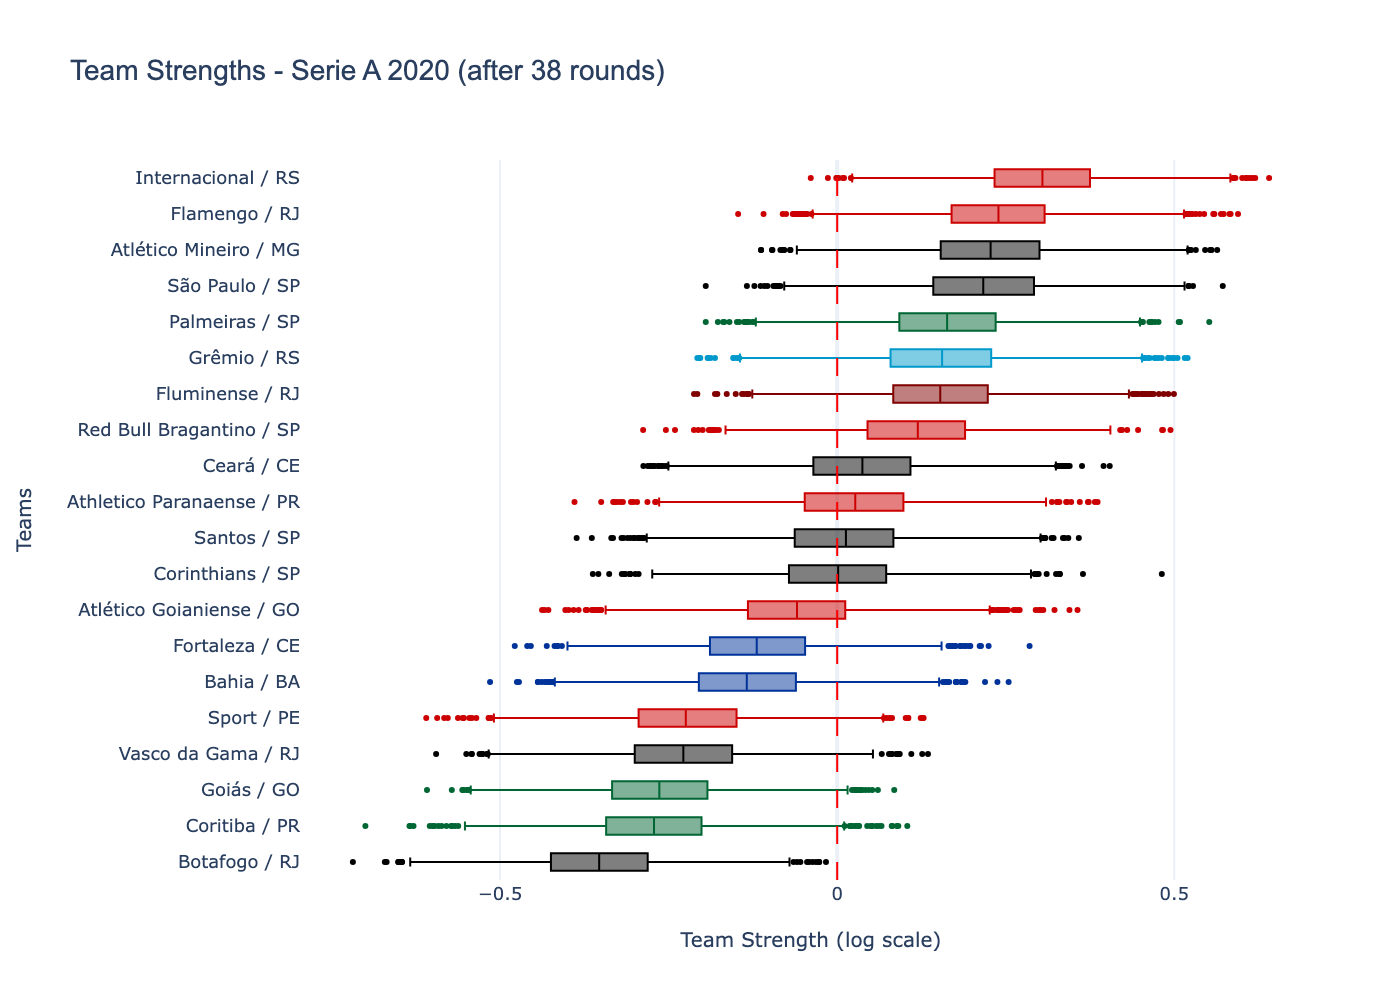 Team Strengths - Serie A 2020 (after 38 rounds)
Teams
Internacional / RS
Flamengo / RJ
Atlético Mineiro / MG
São Paulo / SP
Palmeiras / SP
Grêmio / RS
Fluminense / RJ
Red Bull Bragantino / SP
Ceará / CE
Athletico Paranaense / PR
Santos / SP
Corinthians / SP
Atlético Goianiense / GO
Fortaleza / CE
Bahia / BA
Sport / PE
Vasco da Gama / RJ
Goiás / GO
Coritiba / PR
Botafogo / RJ
−0.5 0 0.5
Team Strength (log scale)